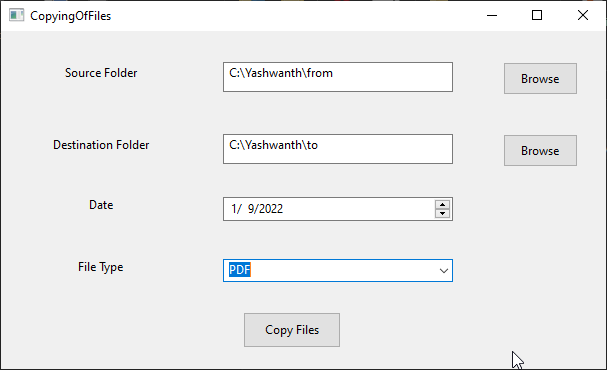 CopyingOfFiles
Source Folder C:\Yashwanth\from Browse
Destination Folder C:\Yashwanth\to Browse
Date 1/ 9/2022
File Type PDF
Copy Files